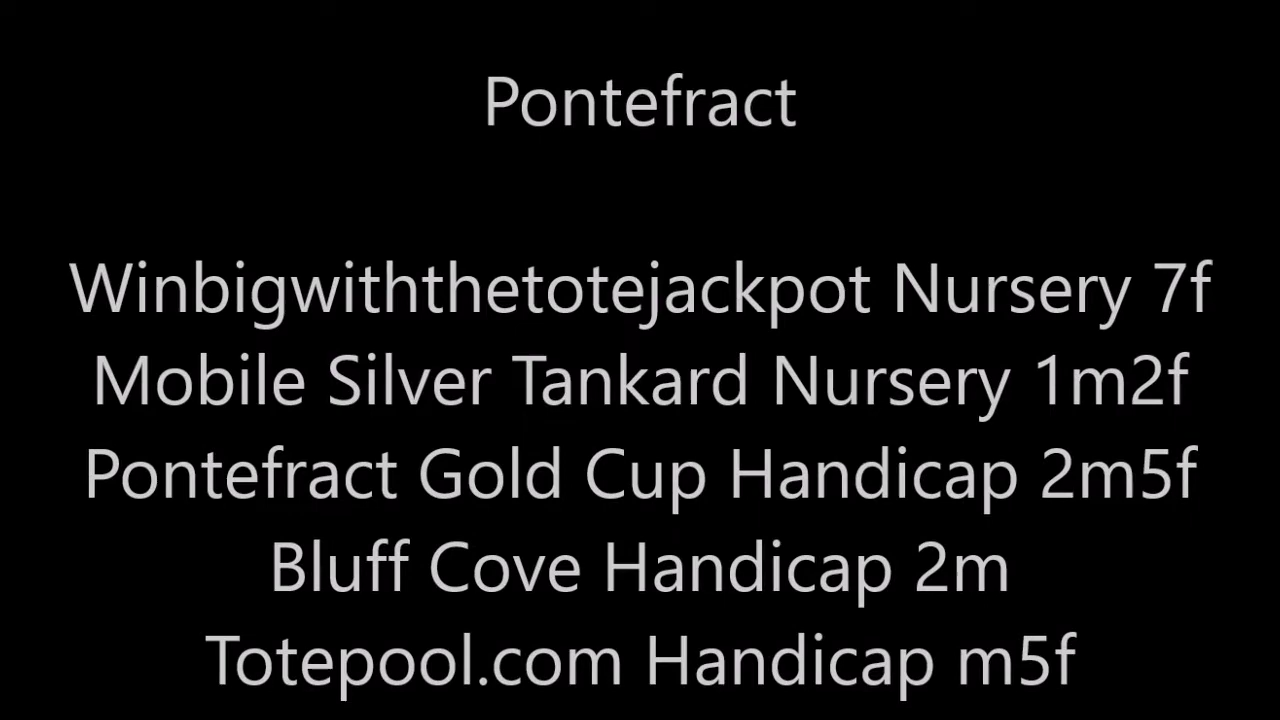 Pontefract
Winbigwiththetotejackpot Nursery 7f
Mobile Silver Tankard Nursery 1m2f
Pontefract Gold Cup Handicap 2m5f
Bluff Cove Handicap 2m
Totepool.com Handicap m5f